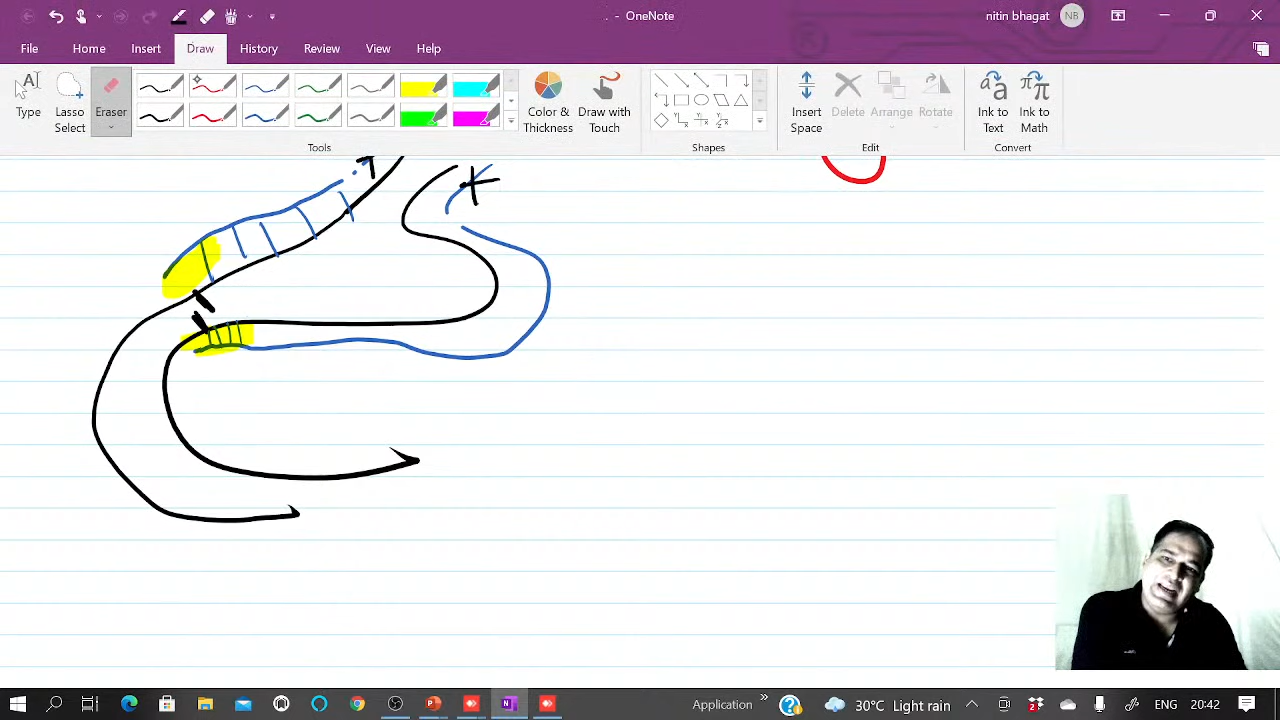 - OneNote
nitin bhagat
NB
File
Home
Insert
Draw
History
Review
View
Help
Type
Lasso Select
Eraser
Color & Thickness
Draw with Touch
Insert Space
Delete
Arrange
Rotate
Ink to Text
Ink to Math
Tools
Shapes
Edit
Convert
Application
30°C Light rain
ENG
20:42